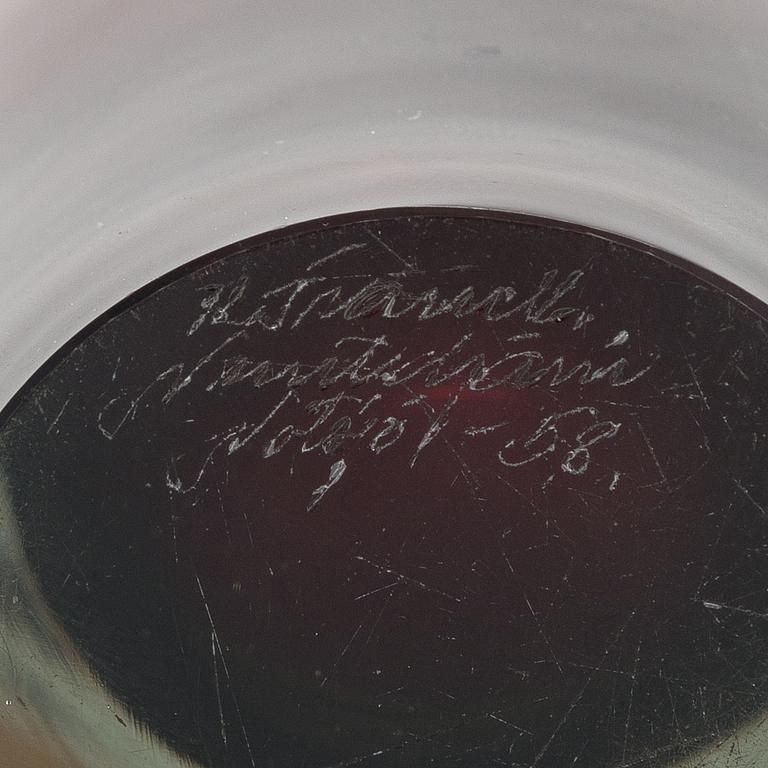 K. Franck.
Nuutajärvi
Notsjö - 58.